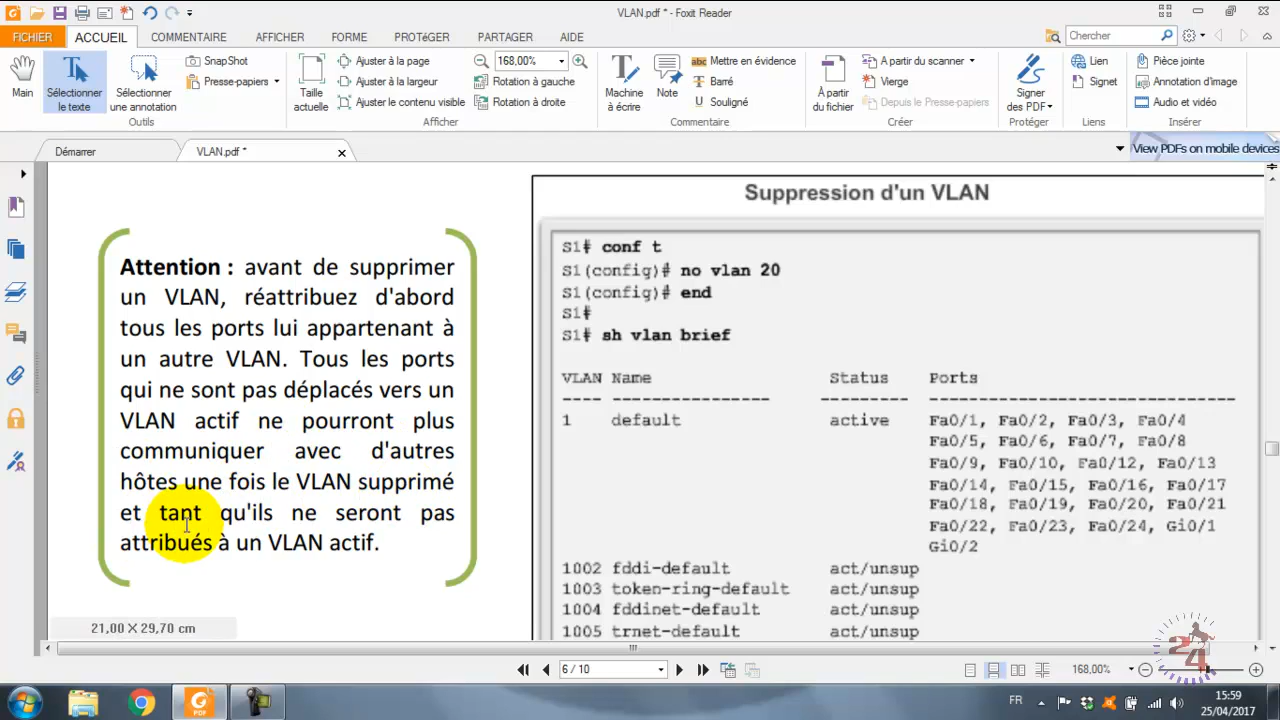 VLAN.pdf * - Foxit Reader
FICHIER ACCUEIL COMMENTAIRE AFFICHER FORME PROTéGER PARTAGER AIDE Chercher
Main
Sélectionner le texte
Sélectionner une annotation
SnapShot
Presse-papiers
Outils
Taille actuelle
Ajuster à la page
Ajuster à la largeur
Ajuster le contenu visible
168,00%
Rotation à gauche
Rotation à droite
Afficher
Machine à écrire
Note
Mettre en évidence
Barré
Souligné
Commentaire
À partir du fichier
A partir du scanner
Vierge
Depuis le Presse-papiers
Créer
Signer des PDF
Protéger
Lien
Signet
Liens
Pièce jointe
Annotation d'image
Audio et vidéo
Insérer
Démarrer VLAN.pdf * View PDFs on mobile devices
Attention : avant de supprimer
un VLAN, réattribuez d'abord
tous les ports lui appartenant à
un autre VLAN. Tous les ports
qui ne sont pas déplacés vers un
VLAN actif ne pourront plus
communiquer avec d'autres
hôtes une fois le VLAN supprimé
et tant qu'ils ne seront pas
attribués à un VLAN actif.
Suppression d'un VLAN
S1# conf t
S1(config)# no vlan 20
S1(config)# end
S1#
S1# sh vlan brief
VLAN Name Status Ports
---- ---------------- --------- -------------------------------
1 default active Fa0/1, Fa0/2, Fa0/3, Fa0/4
Fa0/5, Fa0/6, Fa0/7, Fa0/8
Fa0/9, Fa0/10, Fa0/12, Fa0/13
Fa0/14, Fa0/15, Fa0/16, Fa0/17
Fa0/18, Fa0/19, Fa0/20, Fa0/21
Fa0/22, Fa0/23, Fa0/24, Gi0/1
Gi0/2
1002 fddi-default act/unsup
1003 token-ring-default act/unsup
1004 fddinet-default act/unsup
1005 trnet-default act/unsup
21,00 X 29,70 cm
6 / 10 168,00%
24
FR 15:59
25/04/2017